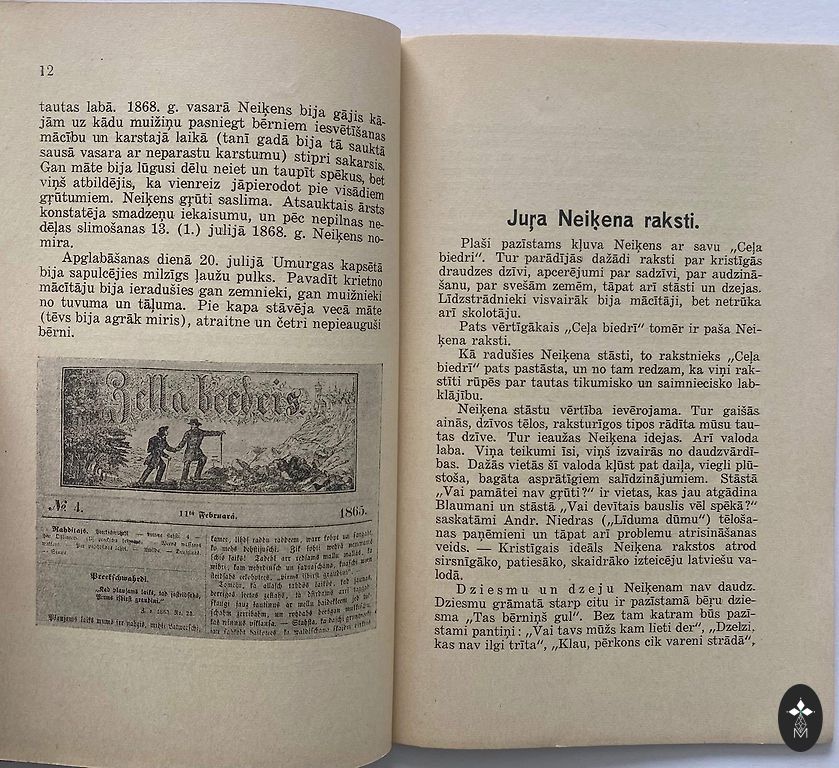 12
tautas labā. 1868. g. vasarā Neiķens bija gājis kā-
jām uz kādu muižiņu pasniegt bērniem iesvētīšanas
mācību un karstajā laikā (tanī gadā bija tā sauktā
sausā vasara ar neparastu karstumu) stipri sakarsis.
Gan māte bija lūgusi dēlu neiet un taupīt spēkus, bet
viņš atbildējis, ka vienreiz jāpierodot pie visādiem
grūtumiem. Neiķens grūti saslima. Atsauktais ārsts
konstatēja smadzeņu iekaisumu, un pēc nepilnas ne-
dēļas slimošanas 13. (1.) julijā 1868. g. Neiķens no-
mira.
Apglabāšanas dienā 20. julijā Umurgas kapsētā
bija sapulcējies milzīgs ļaužu pulks. Pavadīt krietno
mācītāju bija ieradušies gan zemnieki, gan muižnieki
no tuvuma un tāļuma. Pie kapa stāvēja vecā māte
(tēvs bija agrāk miris), atraitne un četri nepieauguši
bērni.
Zella beedris.
№ 4.
11tā Februarā.
1865.
Rahditajs.
Preekschwahrdi.
Juŗa Neiķena raksti.
Plaši pazīstams kļuva Neiķens ar savu „Ceļa
biedri“. Tur parādījās dažādi raksti par kristīgās
draudzes dzīvi, apcerējumi par sadzīvi, par audzinā-
šanu, par svešām zemēm, tāpat arī stāsti un dzejas.
Līdzstrādnieki visvairāk bija mācītāji, bet netrūka
arī skolotāju.
Pats vērtīgākais „Ceļa biedrī“ tomēr ir paša Nei-
ķena raksti.
Kā radušies Neiķena stāsti, to rakstnieks „Ceļa
biedrī“ pats pastāsta, un no tam redzam, ka viņi rak-
stīti rūpēs par tautas tikumisko un saimniecisko lab-
klājību.
Neiķena stāstu vērtība ievērojama. Tur gaišās
ainās, dzīvos tēlos, raksturīgos tipos rādīta mūsu tau-
tas dzīve. Tur ieaužas Neiķena idejas. Arī valoda
laba. Viņa teikumi īsi, viņš izvairās no daudzvārdī-
bas. Dažās vietās šī valoda kļūst pat daiļa, viegli plū-
stoša, bagāta asprātīgiem salīdzinājumiem. Stāstā
„Vai pamātei nav grūti?“ ir vietas, kas jau atgādina
Blaumani un stāstā „Vai devītais bauslis vēl spēkā?“
saskatāmi Andr. Niedras („Līduma dūmu“) tēloša-
nas paņēmieni un tāpat arī problēmu atrisināšanas
veids. — Kristīgais ideāls Neiķena rakstos atrod
sirsnīgāko, patiesāko, skaidrāko izteicēju latviešu va-
lodā.
Dziesmu un dzeju Neiķenam nav daudz.
Dziesmu grāmatā starp citu ir pazīstamā bēŗu dzie-
sma „Tas bērniņš gul“. Bez tam katram būs pazī-
stami pantiņi: „Vai tavs mūžs kam lieti der“, „Dzelzi,
kas nav ilgi trīta“, „Klau, pērkons cik vareni strādā“,
M